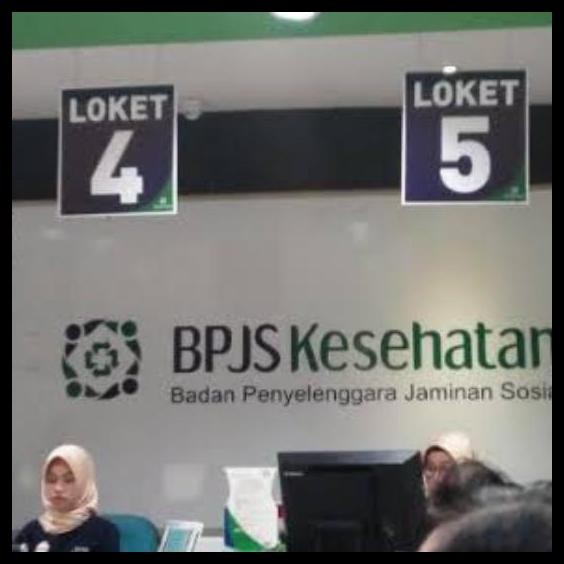 LOKET
4
LOKET
5
BPJS Kesehatan
Badan Penyelenggara Jaminan Sosia